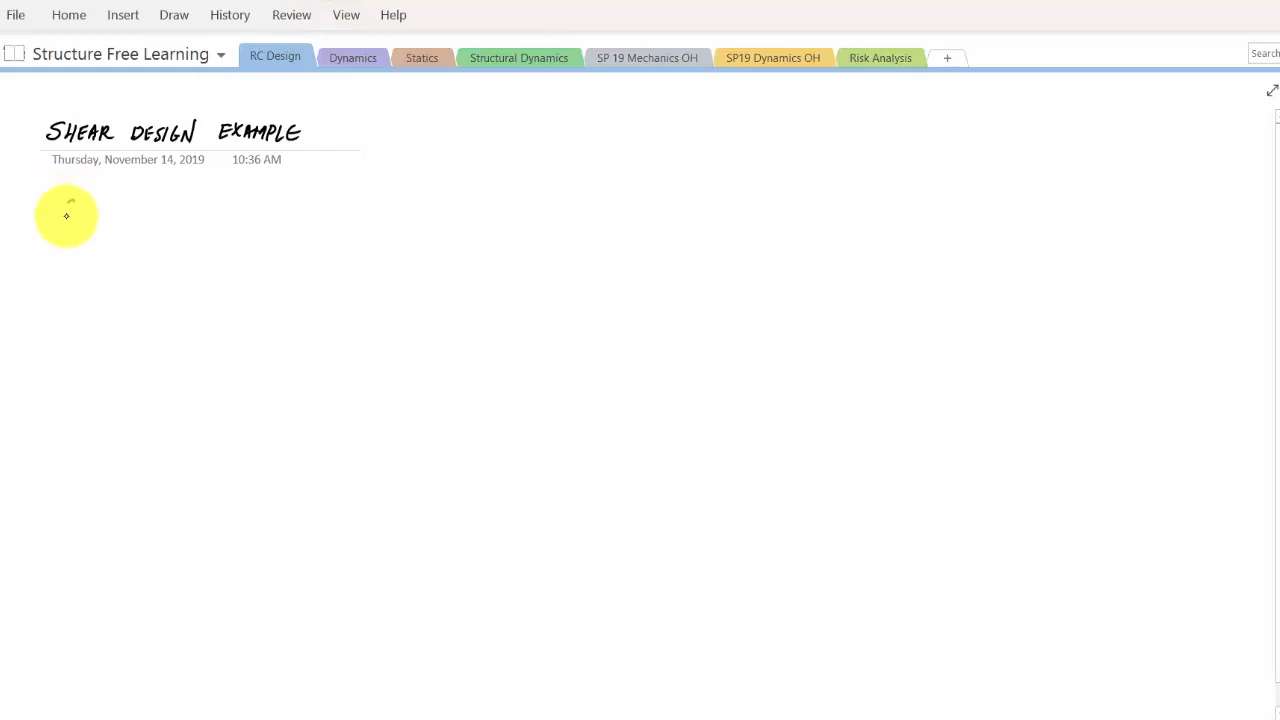 File Home Insert Draw History Review View Help
Structure Free Learning RC Design Dynamics Statics Structural Dynamics SP 19 Mechanics OH SP19 Dynamics OH Risk Analysis + Search
SHEAR DESIGN EXAMPLE
Thursday, November 14, 2019 10:36 AM